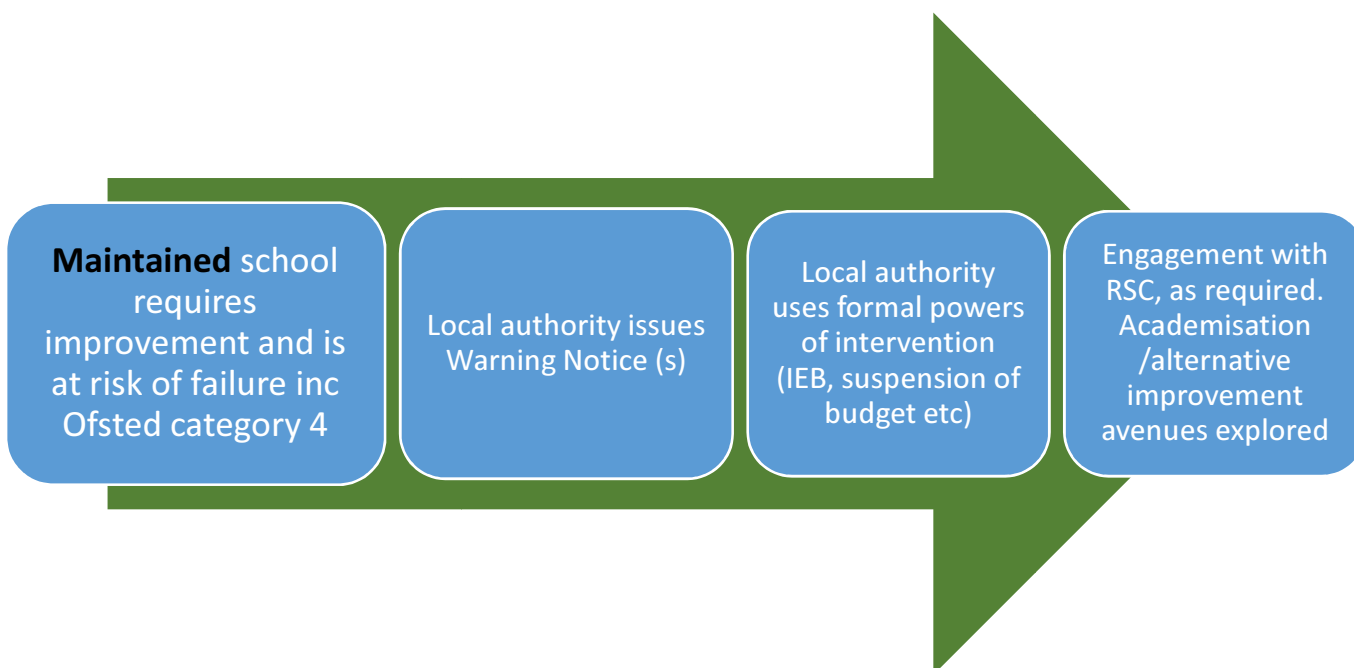 Maintained school
requires
improvement and is
at risk of failure inc
Ofsted category 4
Local authority issues
Warning Notice (s)
Local authority
uses formal powers
of intervention
(IEB, suspension of
budget etc)
Engagement with
RSC, as required.
Academisation
/alternative
improvement
avenues explored